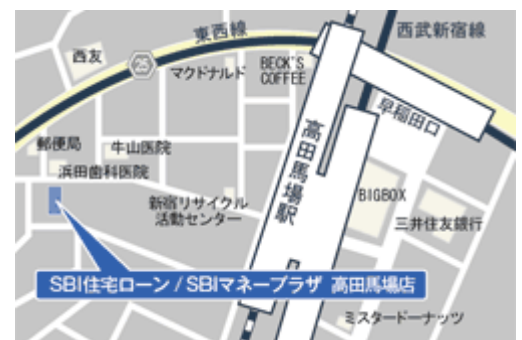 東西線
西武新宿線
西友
25
マクドナルド
BECK'S
COFFEE
早稲田口
高田馬場駅
郵便局
牛山医院
浜田歯科医院
新宿リサイクル
活動センター
BIGBOX
三井住友銀行
SBI住宅ローン / SBIマネープラザ 高田馬場店
ミスタードーナッツ